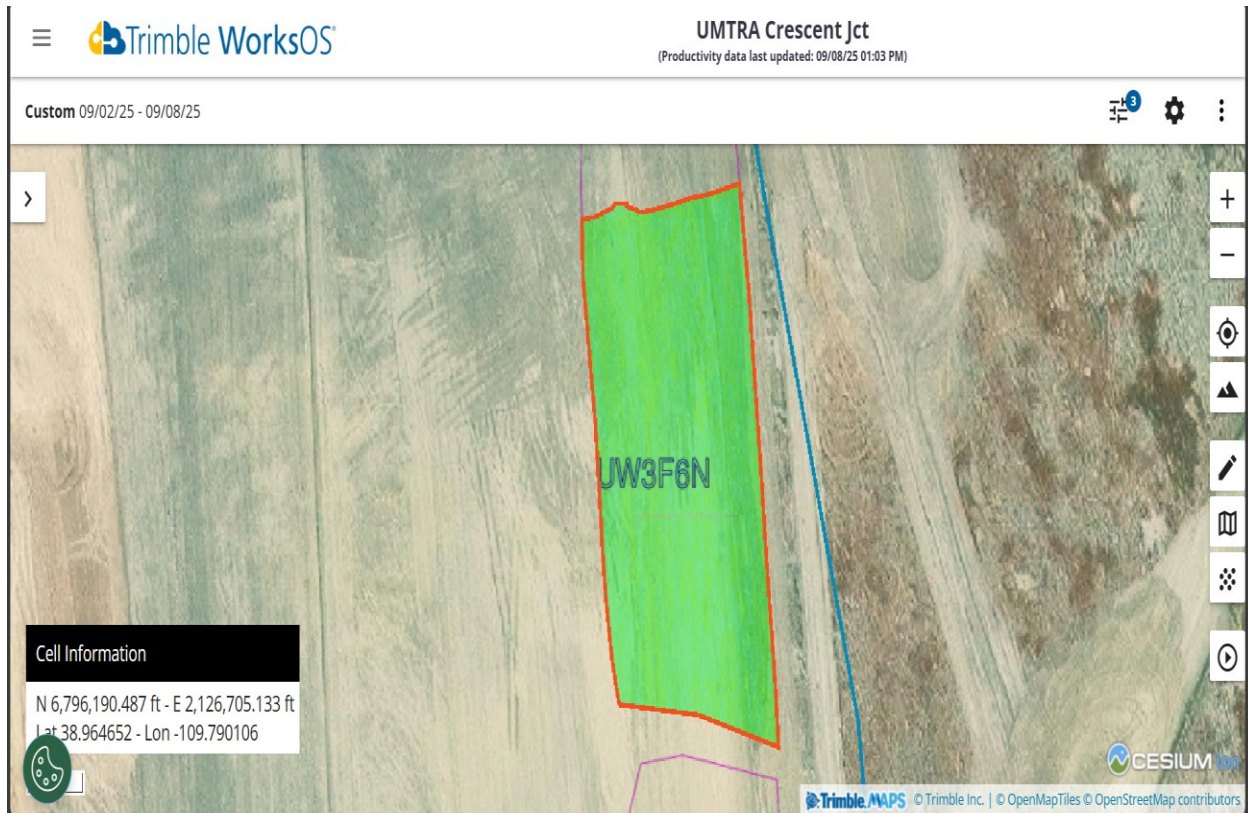 Trimble WorksOS
UMTRA Crescent Jct
(Productivity data last updated: 09/08/25 01:03 PM)
Custom 09/02/25 - 09/08/25
3
UW3F6N
Cell Information
N 6,796,190.487 ft - E 2,126,705.133 ft
Lat 38.964652 - Lon -109.790106
CESIUM ion
Trimble MAPS © Trimble Inc. | © OpenMapTiles © OpenStreetMap contributors